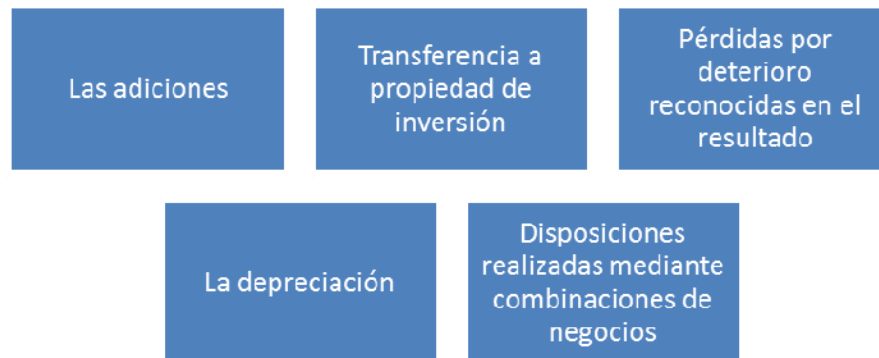 Las adiciones
Transferencia a
propiedad de
inversión
Pérdidas por
deterioro
reconocidas en el
resultado
La depreciación
Disposiciones
realizadas mediante
combinaciones de
negocios